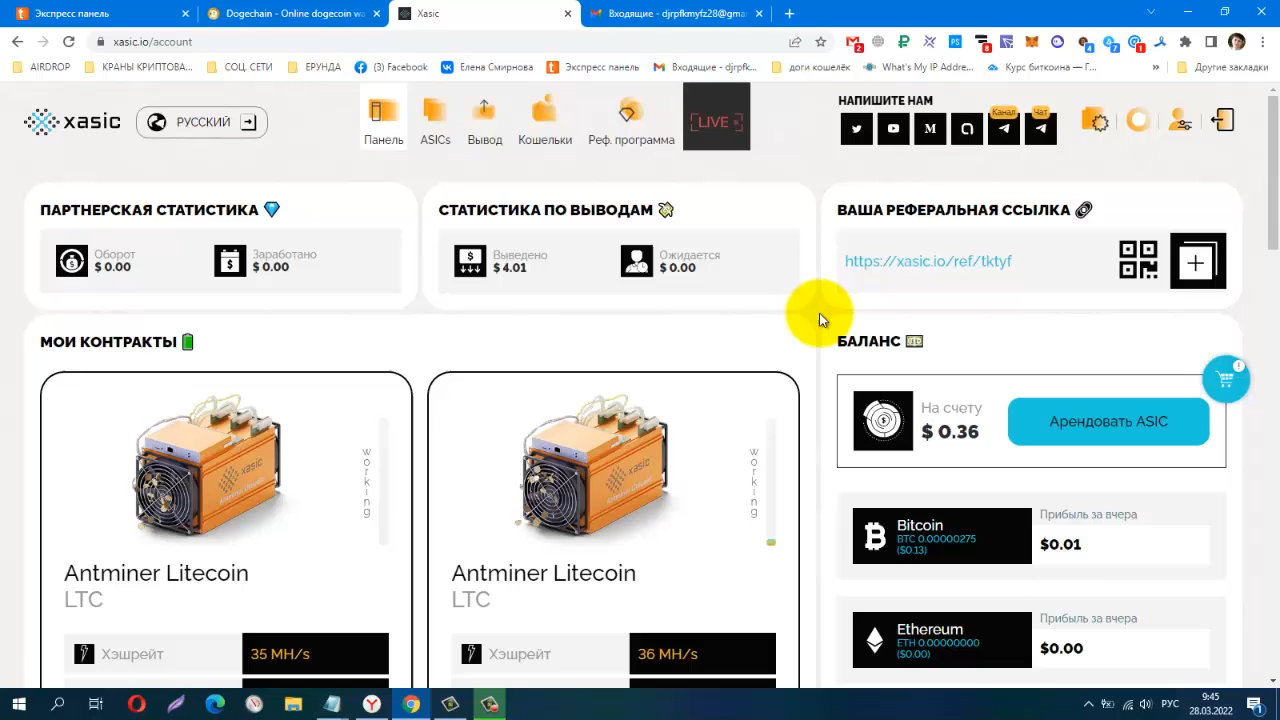 Экспресс панель
Dogechain - Online dogecoin wa
Xasic
Входящие - djrpfkmyfz28@gma
xasic.io/account
AIRDROP
КРАНЫ КРИПТОВА...
СОЦ. СЕТИ
ЕРУНДА
(3) Facebook
Елена Смирнова
Экспресс панель
Входящие - djrpfk...
доги кошелёк
What's My IP Addre...
Курс биткоина — Г...
»
Другие закладки
xasic
РУССКИЙ
Панель
ASICs
Вывод
Кошельки
Реф. программа
LIVE
НАПИШИТЕ НАМ
Канал
Чат
ПАРТНЕРСКАЯ СТАТИСТИКА
Оборот
$ 0.00
Заработано
$ 0.00
СТАТИСТИКА ПО ВЫВОДАМ
Выведено
$ 4.01
Ожидается
$ 0.00
ВАША РЕФЕРАЛЬНАЯ ССЫЛКА
https://xasic.io/ref/tktyf
МОИ КОНТРАКТЫ
working
Antminer Litecoin
LTC
Хэшрейт
35 MH/s
working
Antminer Litecoin
LTC
Хэшрейт
36 MH/s
БАЛАНС
На счету
$ 0.36
Арендовать ASIC
Bitcoin
BTC 0.00000275
($0.13)
Прибыль за вчера
$0.01
Ethereum
ETH 0.00000000
($0.00)
Прибыль за вчера
$0.00
РУС
9:45
28.03.2022